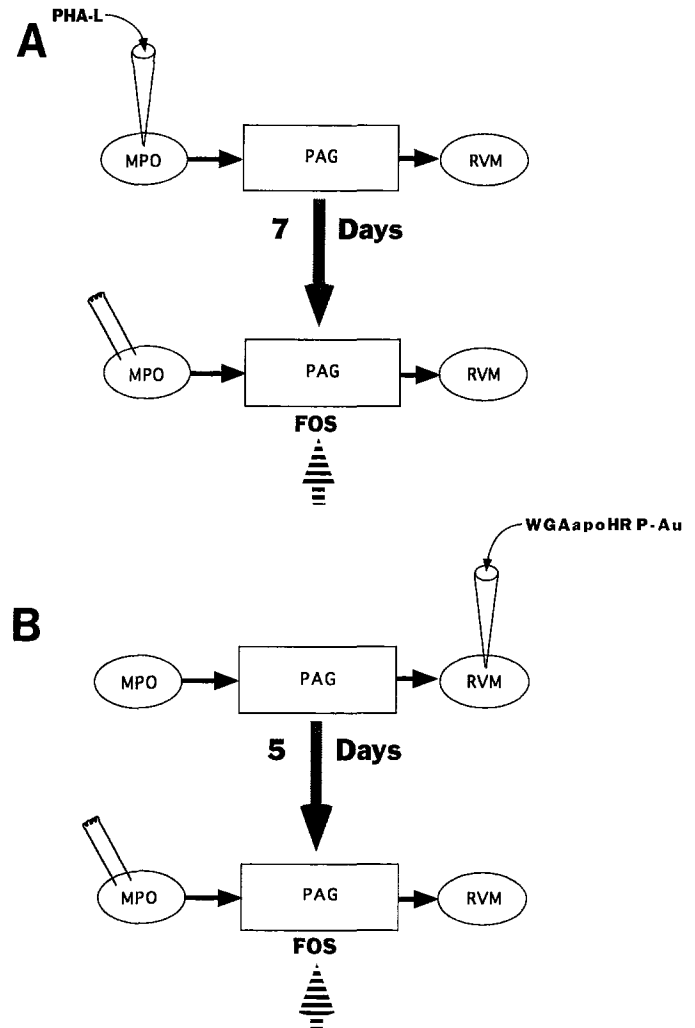 PHA-L
A
MPO PAG RVM
7 Days
MPO PAG RVM
FOS
WGAapoHRP-Au
B
MPO PAG RVM
5 Days
MPO PAG RVM
FOS